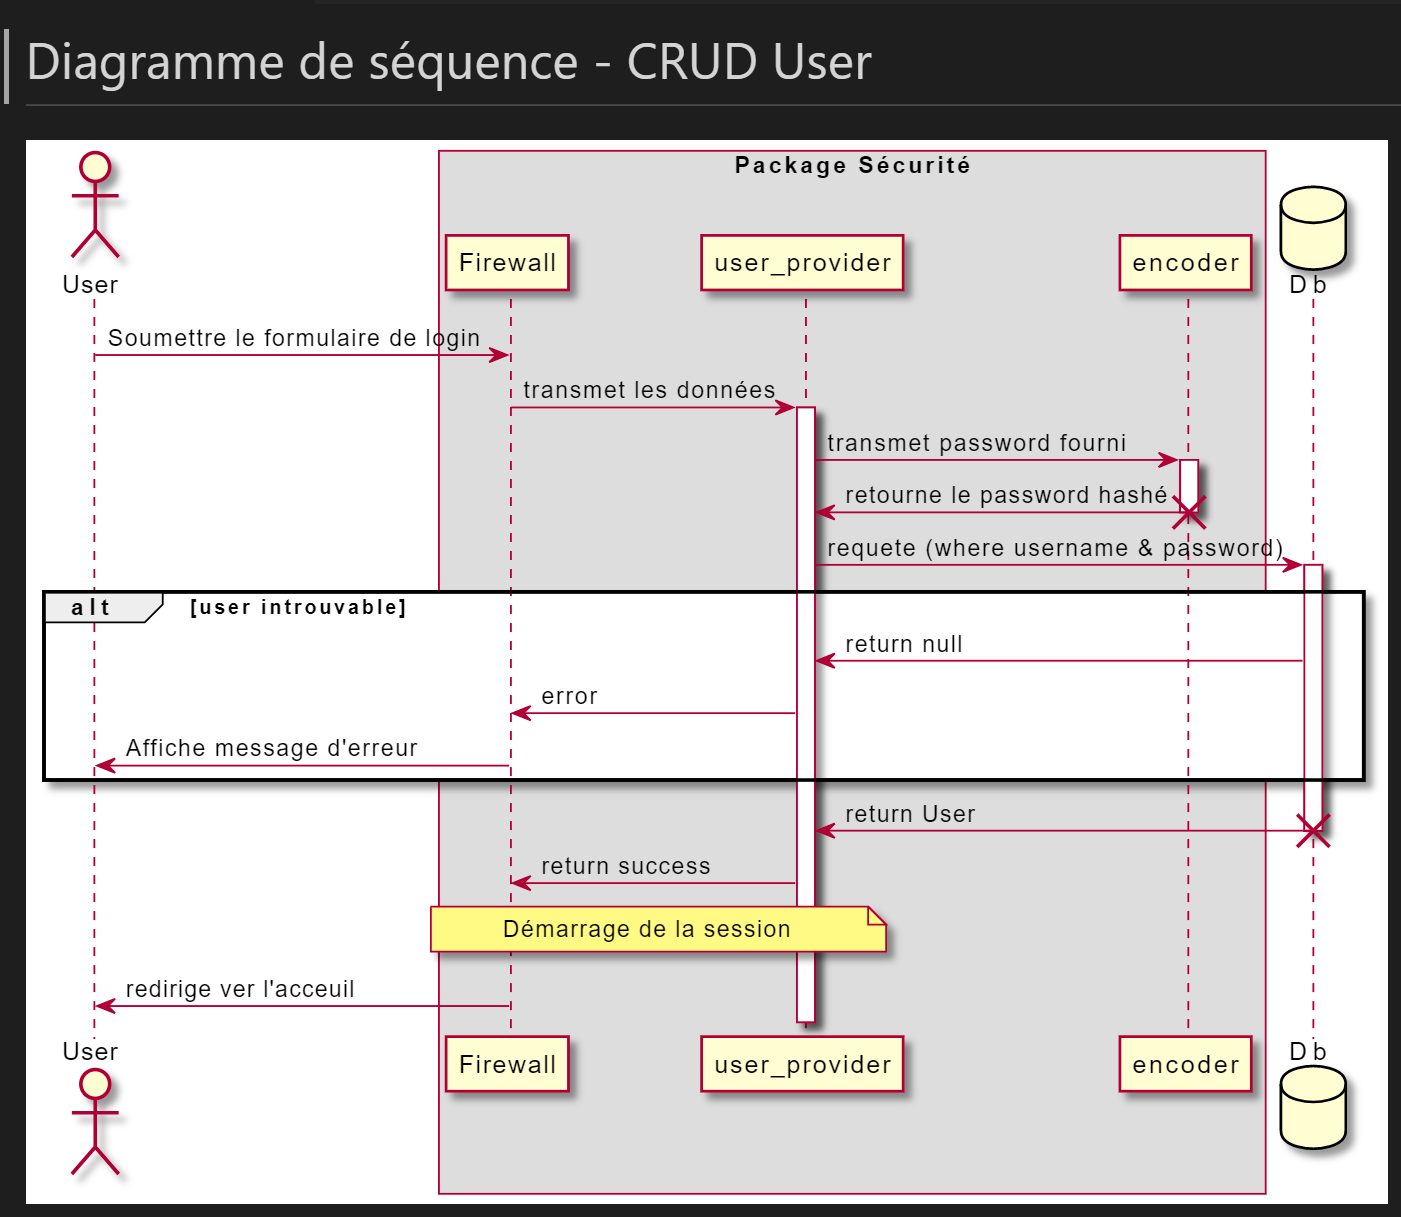 Diagramme de séquence - CRUD User
Package Sécurité
User
Firewall
user_provider
encoder
Db
Soumettre le formulaire de login
transmet les données
transmet password fourni
retourne le password hashé
requete (where username & password)
alt
[user introuvable]
return null
error
Affiche message d'erreur
return User
return success
Démarrage de la session
redirige ver l'acceuil
User
Firewall
user_provider
encoder
Db